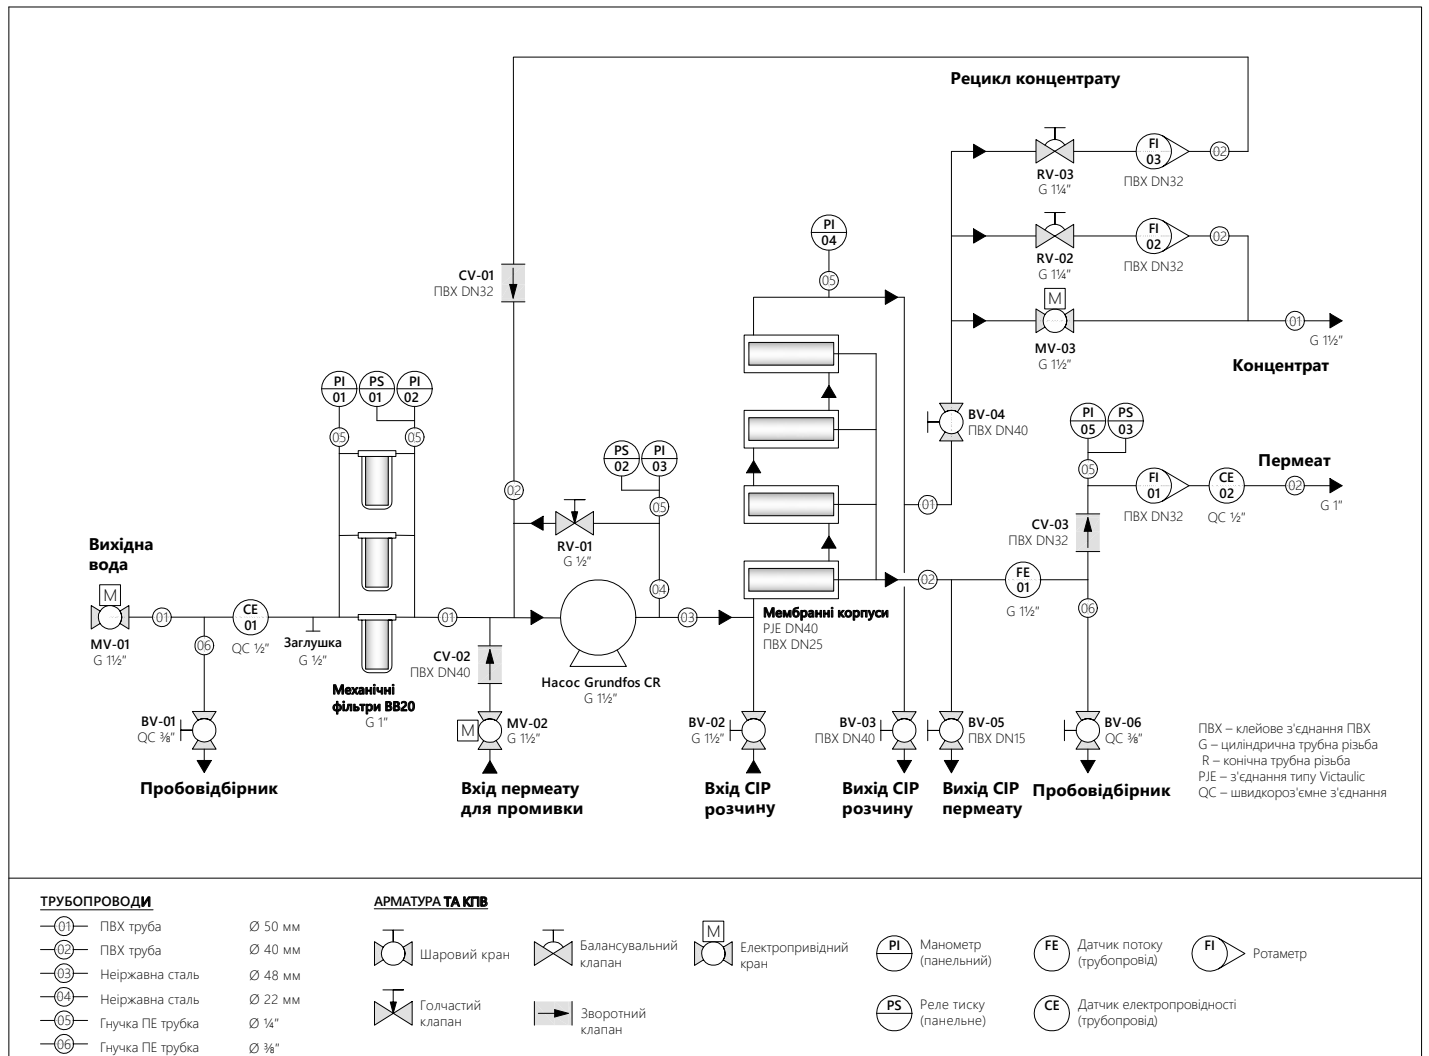 Рецикл концентрату
FI
03
02
RV-03
G 1¼"
ПВХ DN32
PI
04
FI
02
02
RV-02
G 1¼"
ПВХ DN32
CV-01
ПВХ DN32
05
M
01
MV-03
G 1½"
G 1½"
Концентрат
PI
01
PS
01
PI
02
05
05
BV-04
ПВХ DN40
PI
05
PS
03
PS
02
PI
03
05
Пермеат
02
05
01
FI
01
CE
02
02
ПВХ DN32
QC ½"
G 1"
RV-01
G ½"
CV-03
ПВХ DN32
Вихідна
вода
M
01
CE
01
06
MV-01
G 1½"
QC ½"
Заглушка
G ½"
01
04
03
02
FE
01
G 1½"
06
Мембранні корпуси
PJE DN40
ПВХ DN25
CV-02
ПВХ DN40
Насос Grundfos CR
G 1½"
Механічні
фільтри BB20
G 1"
BV-01
QC ⅜"
M
MV-02
G 1½"
BV-02
G 1½"
BV-03
ПВХ DN40
BV-05
ПВХ DN15
BV-06
QC ⅜"
Пробовідбірник
Вхід пермеату
для промивки
Вхід CIP
розчину
Вихід CIP
розчину
Вихід CIP
пермеату
Пробовідбірник
ПВХ – клейове з'єднання ПВХ
G – циліндрична трубна різьба
R – конічна трубна різьба
PJE – з'єднання типу Victaulic
QC – швидкороз'ємне з'єднання
ТРУБОПРОВОДИ
01 ПВХ труба Ø 50 мм
02 ПВХ труба Ø 40 мм
03 Неіржавна сталь Ø 48 мм
04 Неіржавна сталь Ø 22 мм
05 Гнучка ПЕ трубка Ø ¼"
06 Гнучка ПЕ трубка Ø ⅜"
АРМАТУРА ТА КПВ
Шаровий кран
Балансувальний
клапан
M
Електропривідний
кран
PI
Манометр
(панельний)
FE
Датчик потоку
(трубопровід)
FI
Ротаметр
Голчастий
клапан
Зворотний
клапан
PS
Реле тиску
(панельне)
CE
Датчик електропровідності
(трубопровід)